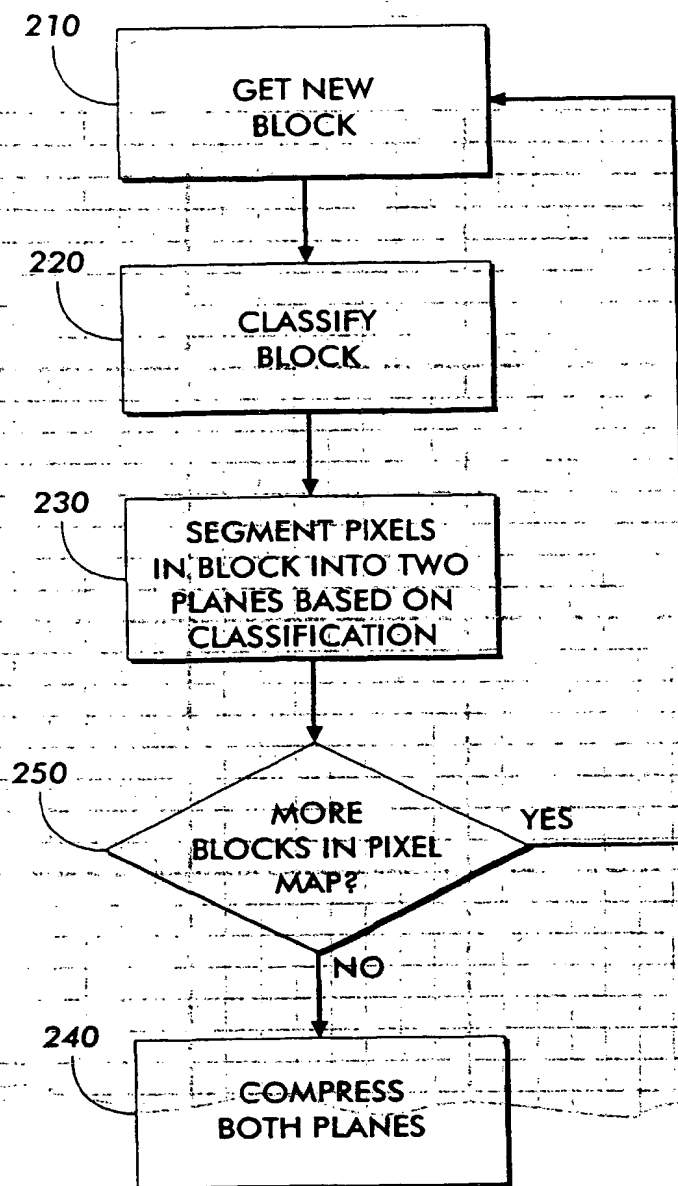 210
GET NEW
BLOCK
220
CLASSIFY
BLOCK
230
SEGMENT PIXELS
IN BLOCK INTO TWO
PLANES BASED ON
CLASSIFICATION
250
MORE
BLOCKS IN PIXEL
MAP?
YES
NO
240
COMPRESS
BOTH PLANES